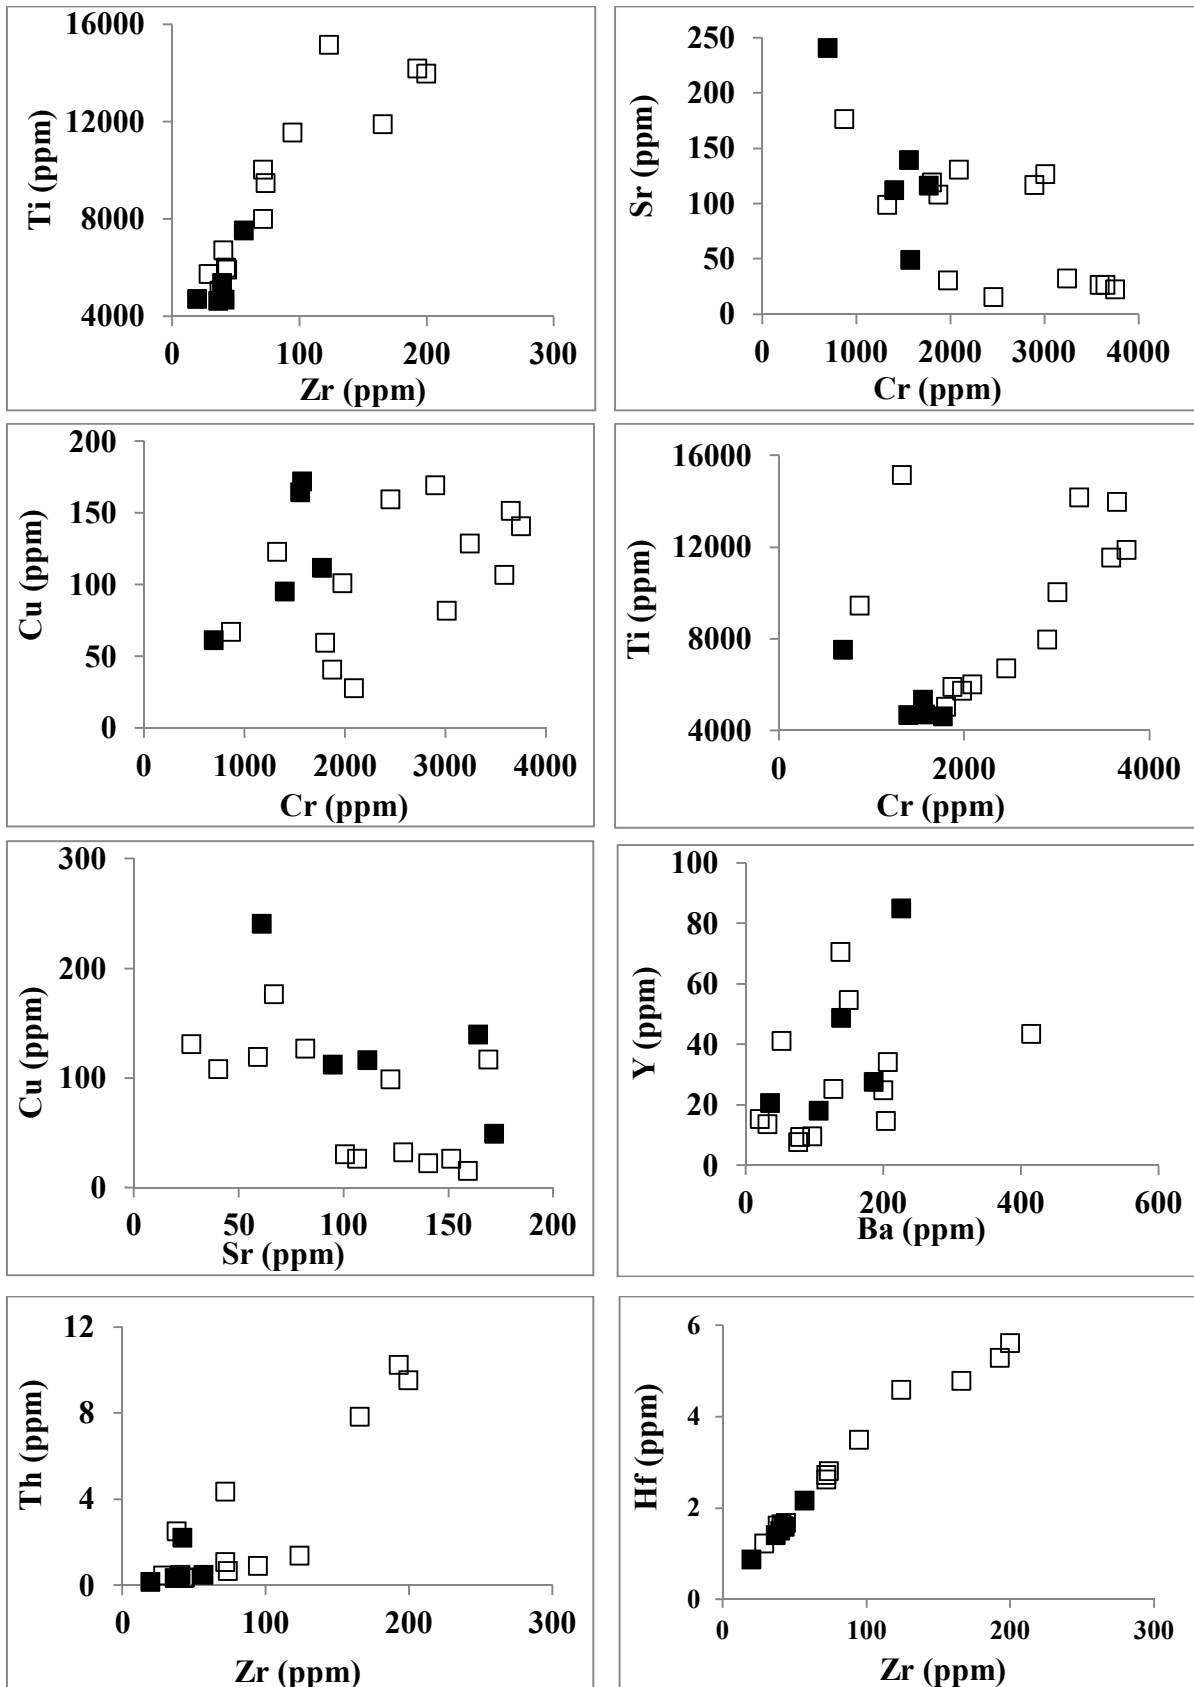 16000
12000
8000
4000
Ti (ppm)
0 100 200 300
Zr (ppm)
250
200
150
100
50
0
Sr (ppm)
0 1000 2000 3000 4000
Cr (ppm)
200
150
100
50
0
Cu (ppm)
0 1000 2000 3000 4000
Cr (ppm)
16000
12000
8000
4000
Ti (ppm)
0 2000 4000
Cr (ppm)
300
200
100
0
Cu (ppm)
0 50 100 150 200
Sr (ppm)
100
80
60
40
20
0
Y (ppm)
0 200 400 600
Ba (ppm)
12
8
4
0
Th (ppm)
0 100 200 300
Zr (ppm)
6
4
2
0
Hf (ppm)
0 100 200 300
Zr (ppm)